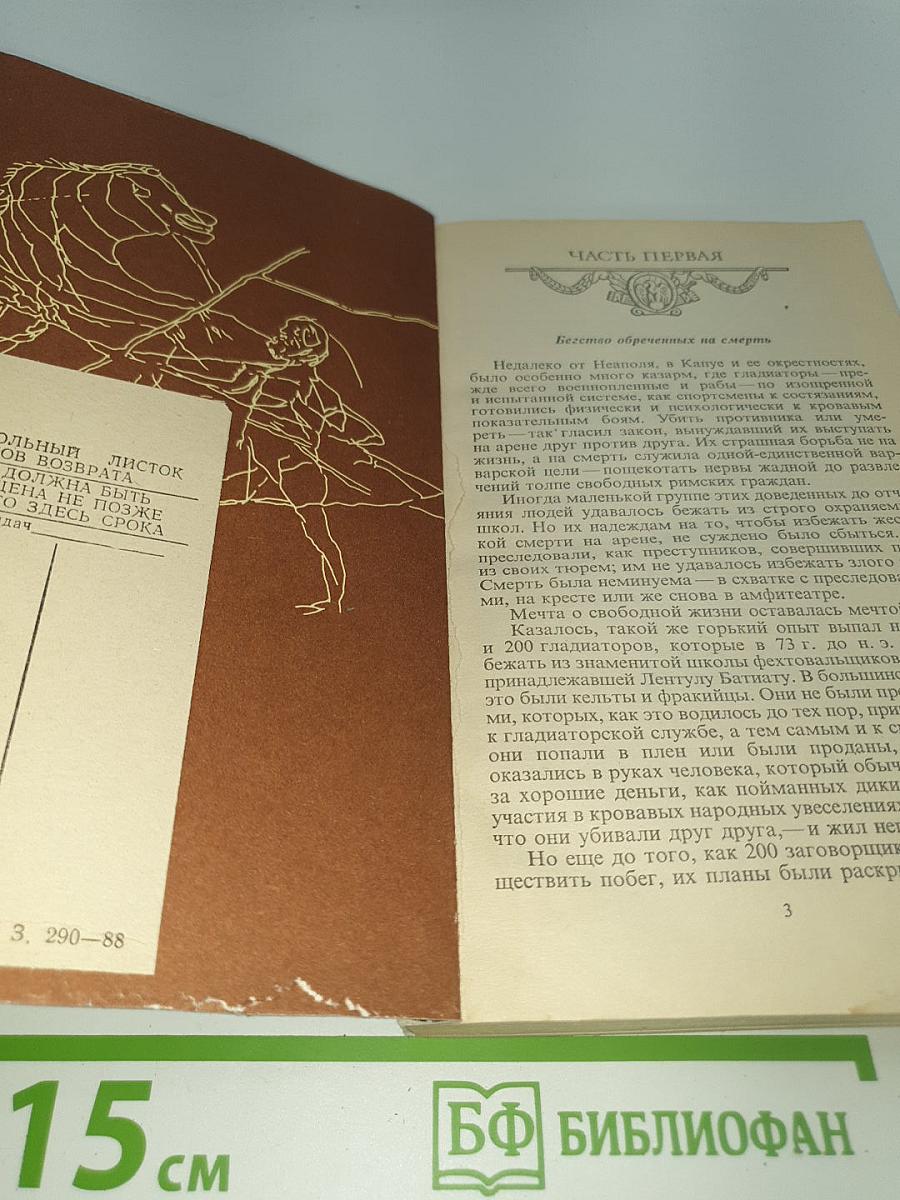 ОЛЬНЫЙ ЛИСТОК
ОВ ВОЗВРАТА
ДОЛЖНА БЫТЬ
ЩЕНА НЕ ПОЗЖЕ
О ЗДЕСЬ СРОКА
дач
З. 290—88
ЧАСТЬ ПЕРВАЯ
Бегство обреченных на смерть
Недалеко от Неаполя, в Капуе и ее окрестностях,
было особенно много казарм, где гладиаторы — пре-
жде всего военнопленные и рабы — по изощренной
и испытанной системе, как спортсмены к состязаниям,
готовились физически и психологически к кровавым
показательным боям. Убить противника или уме-
реть — так гласил закон, вынуждавший их выступать
на арене друг против друга. Их страшная борьба не на
жизнь, а на смерть служила одной-единственной вар-
варской цели — пощекотать нервы жадной до развле
чений толпе свободных римских граждан.
Иногда маленькой группе этих доведенных до отч
аяния людей удавалось бежать из строго охраняем
школ. Но их надеждам на то, чтобы избежать жес
кой смерти на арене, не суждено было сбыться.
преследовали, как преступников, совершивших п
из своих тюрем; им не удавалось избежать злого
Смерть была неминуема — в схватке с преследова
ми, на кресте или же снова в амфитеатре.
Мечта о свободной жизни оставалась мечтой
Казалось, такой же горький опыт выпал н
и 200 гладиаторов, которые в 73 г. до н. э.
бежать из знаменитой школы фехтовальщиков
принадлежавшей Лентулу Батиату. В большинс
это были кельты и фракийцы. Они не были пре
ми, которых, как это водилось до тех пор, при
к гладиаторской службе, а тем самым и к с
они попали в плен или были проданы,
оказались в руках человека, который обыч
за хорошие деньги, как пойманных дики
участия в кровавых народных увеселениях
что они убивали друг друга,— и жил не
Но еще до того, как 200 заговорщик
ществить побег, их планы были раскр
3
15 см
БФ БИБЛИОФАН